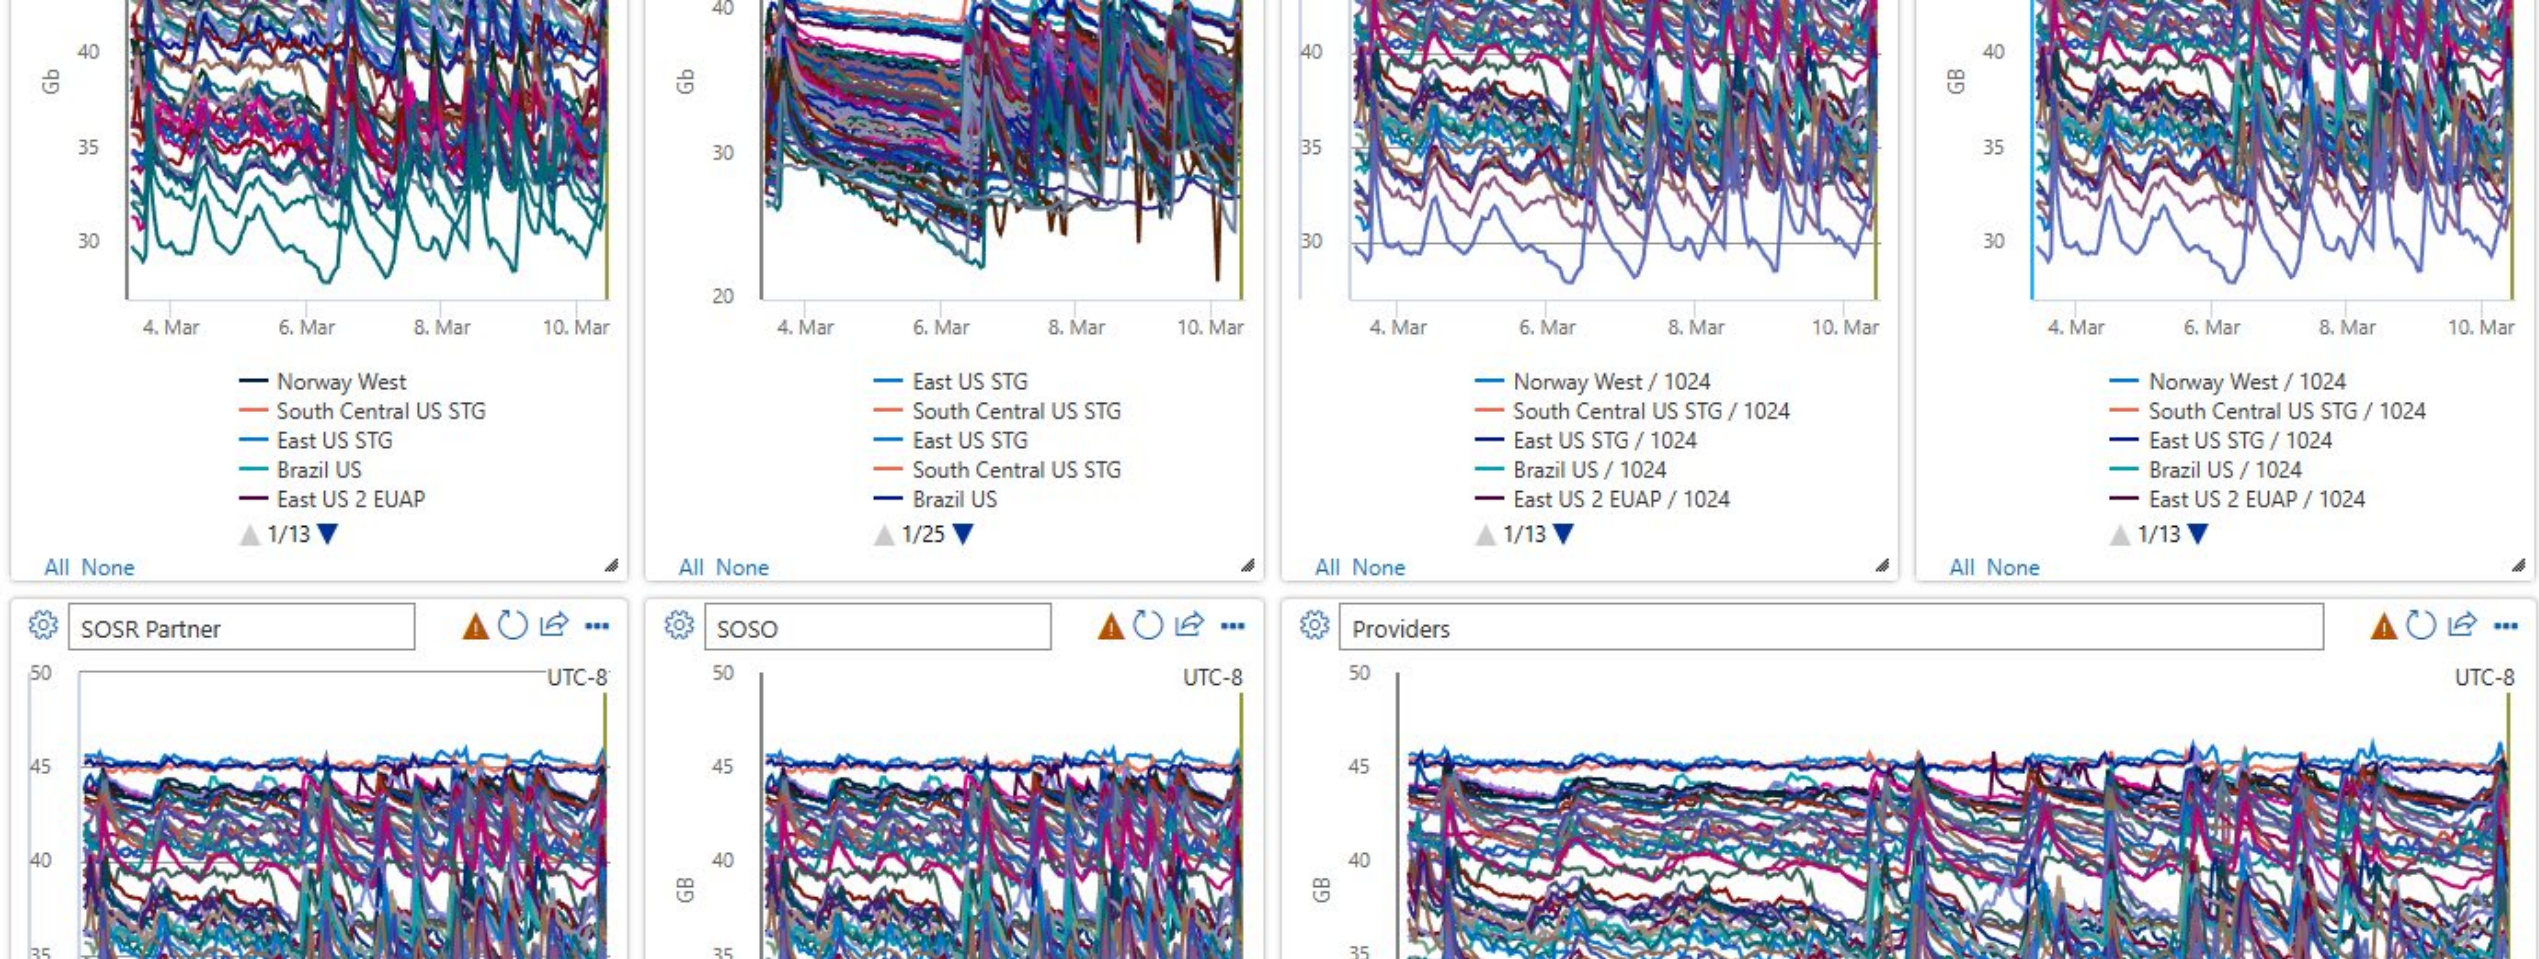 40
35
30
Gb
4. Mar 6. Mar 8. Mar 10. Mar
Norway West
South Central US STG
East US STG
Brazil US
East US 2 EUAP
1/13
All None
40
30
20
Gb
4. Mar 6. Mar 8. Mar 10. Mar
East US STG
South Central US STG
East US STG
South Central US STG
Brazil US
1/25
All None
40
35
30
4. Mar 6. Mar 8. Mar 10. Mar
Norway West / 1024
South Central US STG / 1024
East US STG / 1024
Brazil US / 1024
East US 2 EUAP / 1024
1/13
All None
40
35
30
GB
4. Mar 6. Mar 8. Mar 10. Mar
Norway West / 1024
South Central US STG / 1024
East US STG / 1024
Brazil US / 1024
East US 2 EUAP / 1024
1/13
All None
SOSR Partner
UTC-8
50
45
40
35
SOSO
UTC-8
50
45
40
35
GB
Providers
UTC-8
50
45
40
35
GB